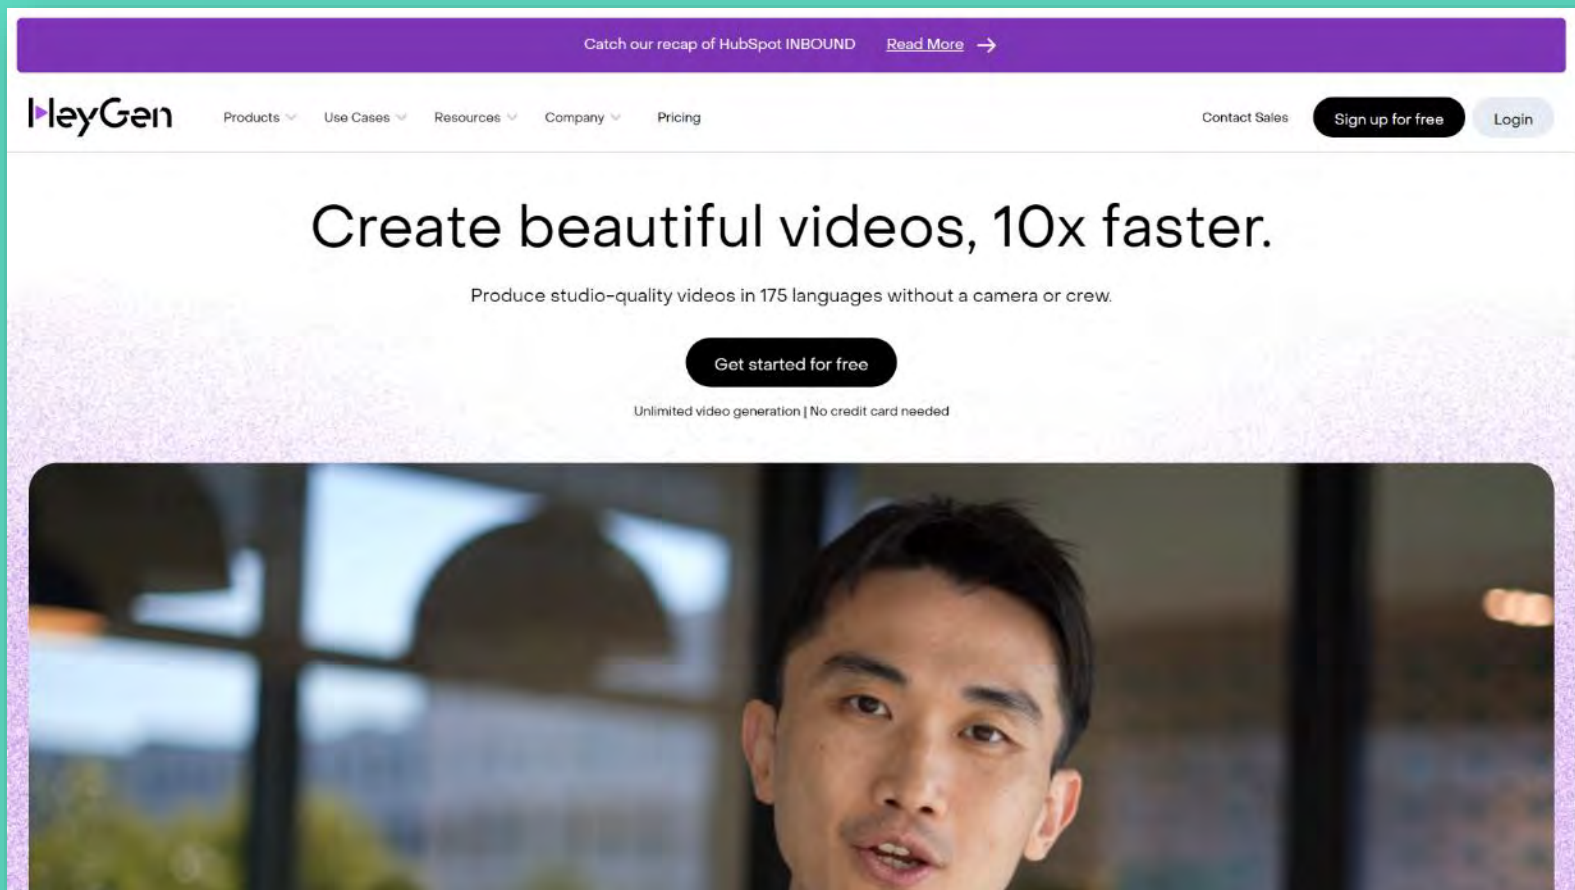 Catch our recap of HubSpot INBOUND Read More →
HeyGen Products Use Cases Resources Company Pricing Contact Sales Sign up for free Login
Create beautiful videos, 10x faster.
Produce studio-quality videos in 175 languages without a camera or crew.
Get started for free
Unlimited video generation | No credit card needed